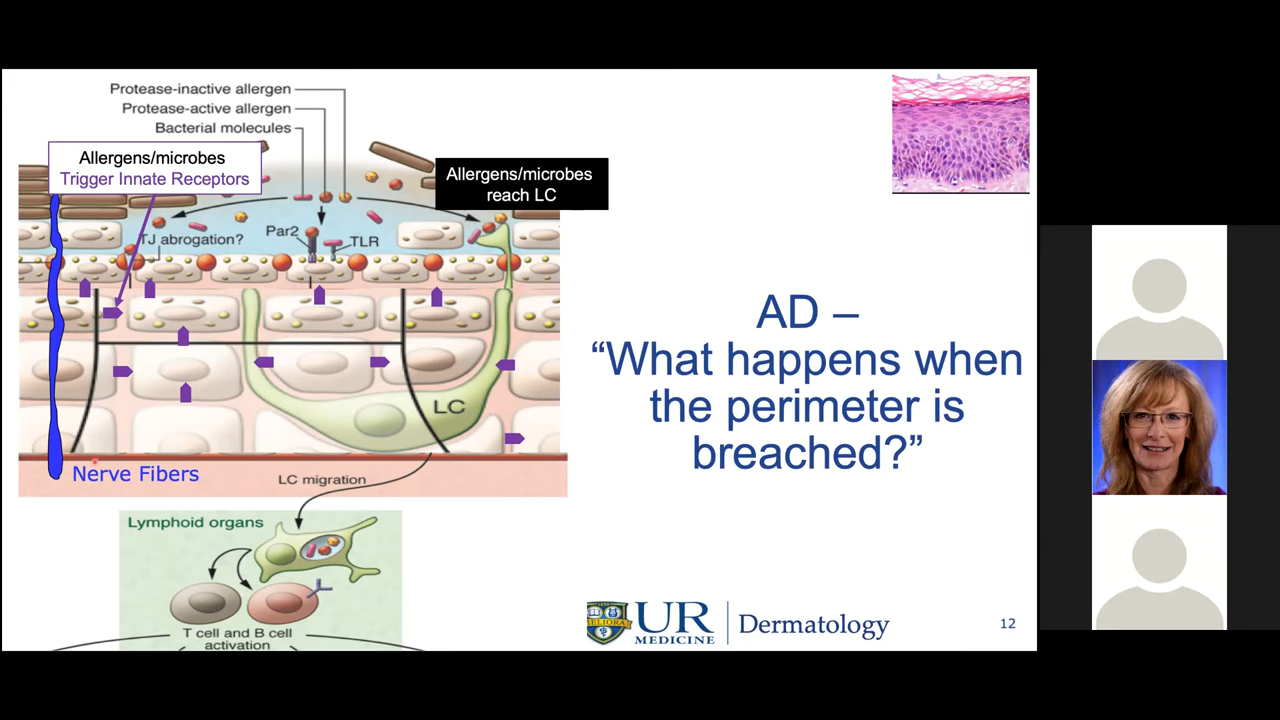 Protease-inactive allergen
Protease-active allergen
Bacterial molecules
Allergens/microbes
Trigger Innate Receptors
Allergens/microbes
reach LC
TJ abrogation?
Par2
TLR
LC
Nerve Fibers
LC migration
Lymphoid organs
T cell and B cell
activation
AD –
“What happens when
the perimeter is
breached?”
MELIORA
UR
MEDICINE
Dermatology
12